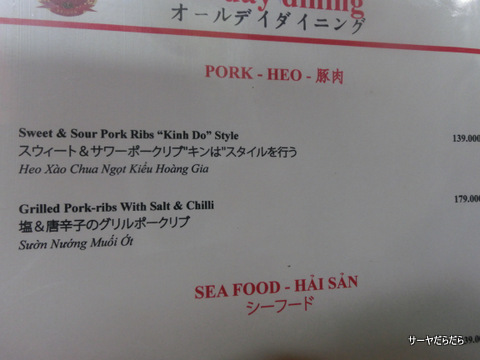 day dining
オールデイダイニング
PORK - HEO - 豚肉
Sweet & Sour Pork Ribs “Kinh Do” Style 139.000
スウィート＆サワーポークリブ"キンは"スタイルを行う
Heo Xào Chua Ngọt Kiểu Hoàng Gia
Grilled Pork-ribs With Salt & Chilli 179.000
塩＆唐辛子のグリルポークリブ
Sườn Nướng Muối Ớt
SEA FOOD - HẢI SẢN
シーフード
サーヤだらだら